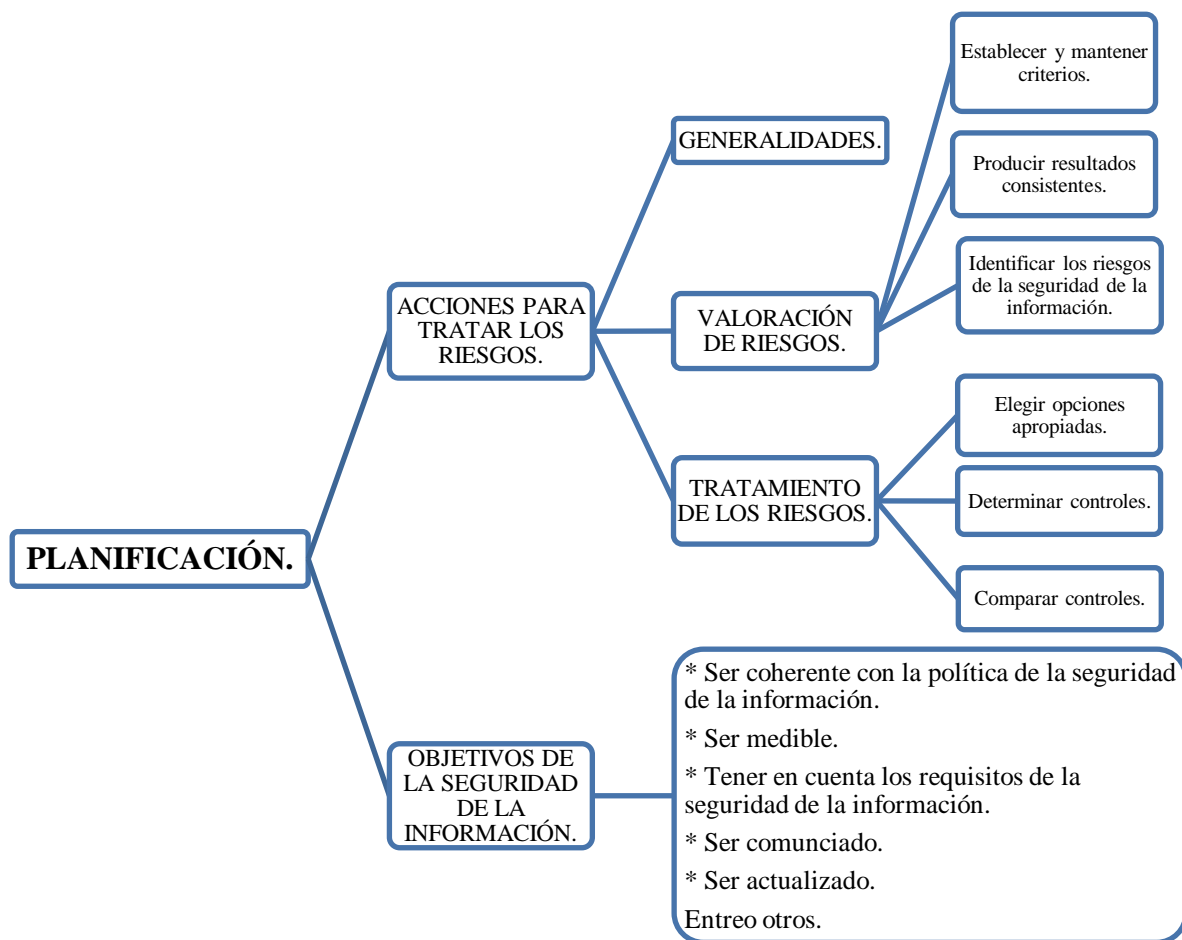 PLANIFICACIÓN.
ACCIONES PARA
TRATAR LOS
RIESGOS.
GENERALIDADES.
VALORACIÓN
DE RIESGOS.
Establecer y mantener
criterios.
Producir resultados
consistentes.
Identificar los riesgos
de la seguridad de la
información.
TRATAMIENTO
DE LOS RIESGOS.
Elegir opciones
apropiadas.
Determinar controles.
Comparar controles.
OBJETIVOS DE
LA SEGURIDAD
DE LA
INFORMACIÓN.
* Ser coherente con la política de la seguridad
de la información.
* Ser medible.
* Tener en cuenta los requisitos de la
seguridad de la información.
* Ser comunciado.
* Ser actualizado.
Entreo otros.